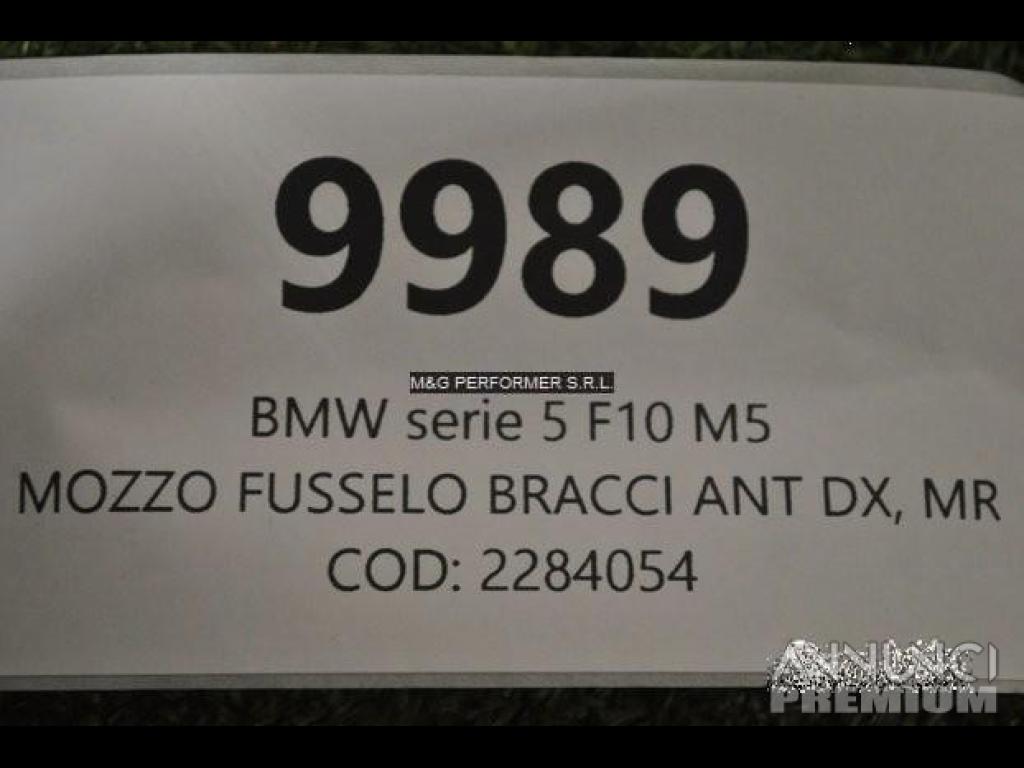 9989
M&G PERFORMER S.R.L.
BMW serie 5 F10 M5
MOZZO FUSSELO BRACCI ANT DX, MR
COD: 2284054
ANNUNCI
PREMIUM